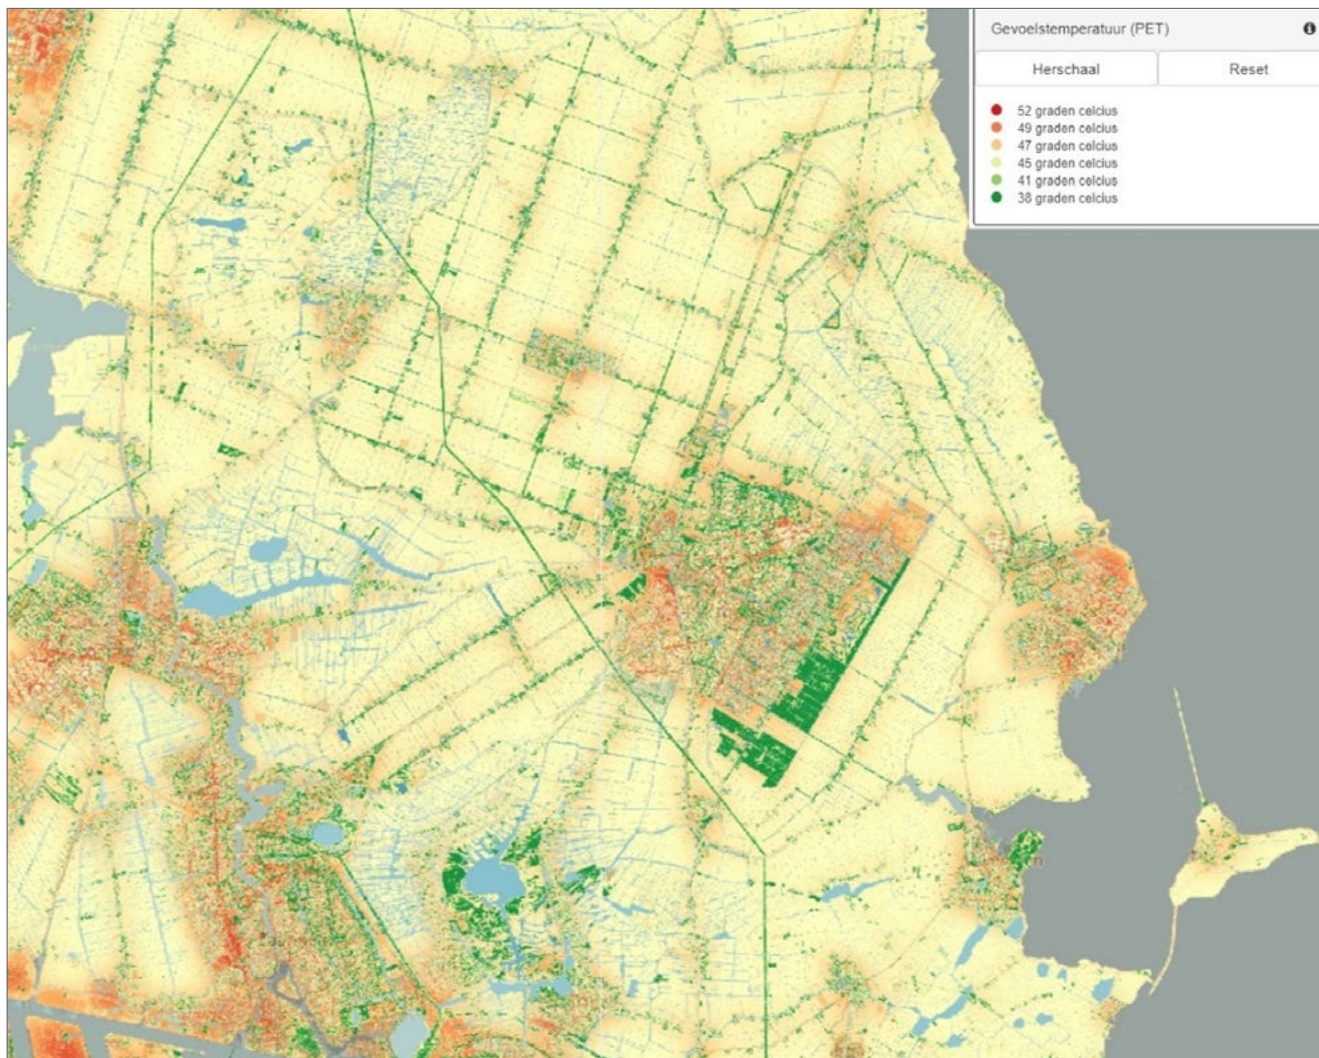 Gevoelstemperatuur (PET)
Herschaal
Reset
52 graden celcius
49 graden celcius
47 graden celcius
45 graden celcius
41 graden celcius
38 graden celcius